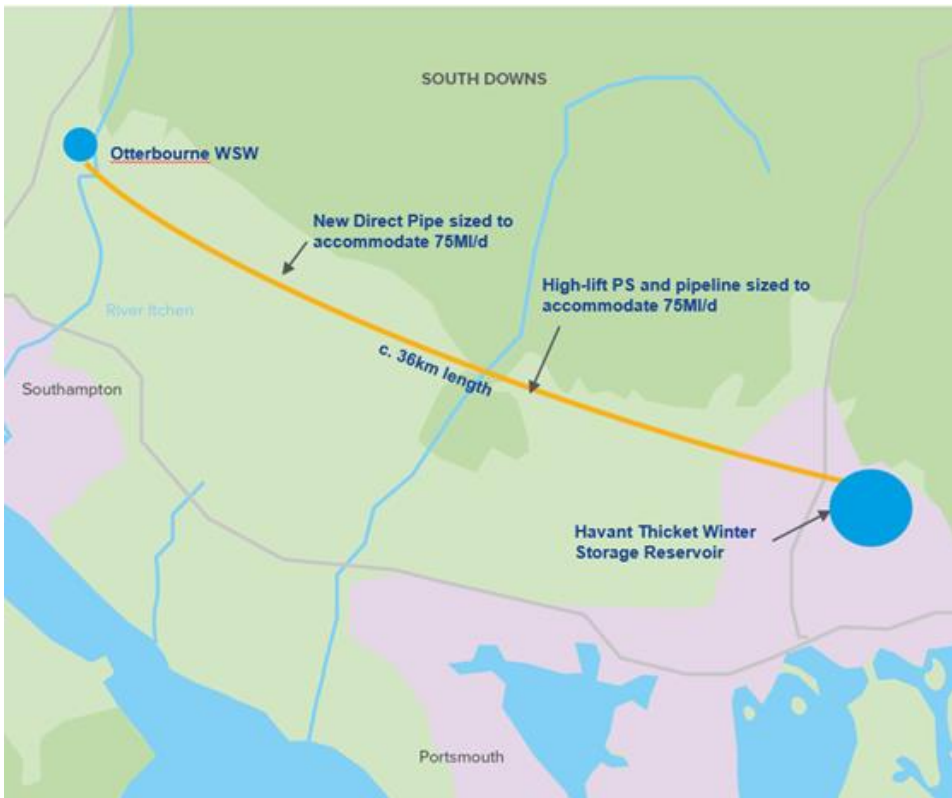 SOUTH DOWNS
Otterbourne WSW
New Direct Pipe sized to
accommodate 75Ml/d
High-lift PS and pipeline sized to
accommodate 75Ml/d
River Itchen
c. 36km length
Southampton
Havant Thicket Winter
Storage Reservoir
Portsmouth